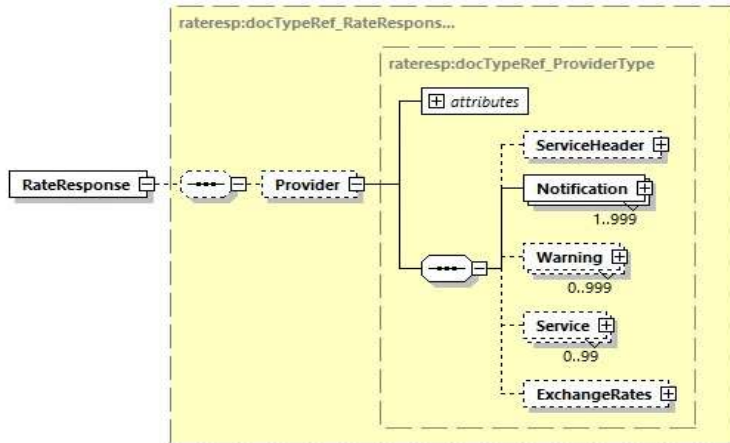 rateresp:docTypeRef_RateRespons...
rateresp:docTypeRef_ProviderType
attributes
ServiceHeader
RateResponse
Provider
Notification
1..999
Warning
0..999
Service
0..99
ExchangeRates